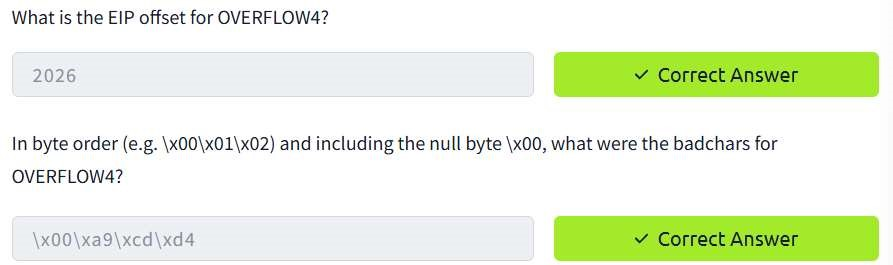 What is the EIP offset for OVERFLOW4?
2026
✓ Correct Answer
In byte order (e.g. \x00\x01\x02) and including the null byte \x00, what were the badchars for
OVERFLOW4?
\x00\xa9\xcd\xd4
✓ Correct Answer